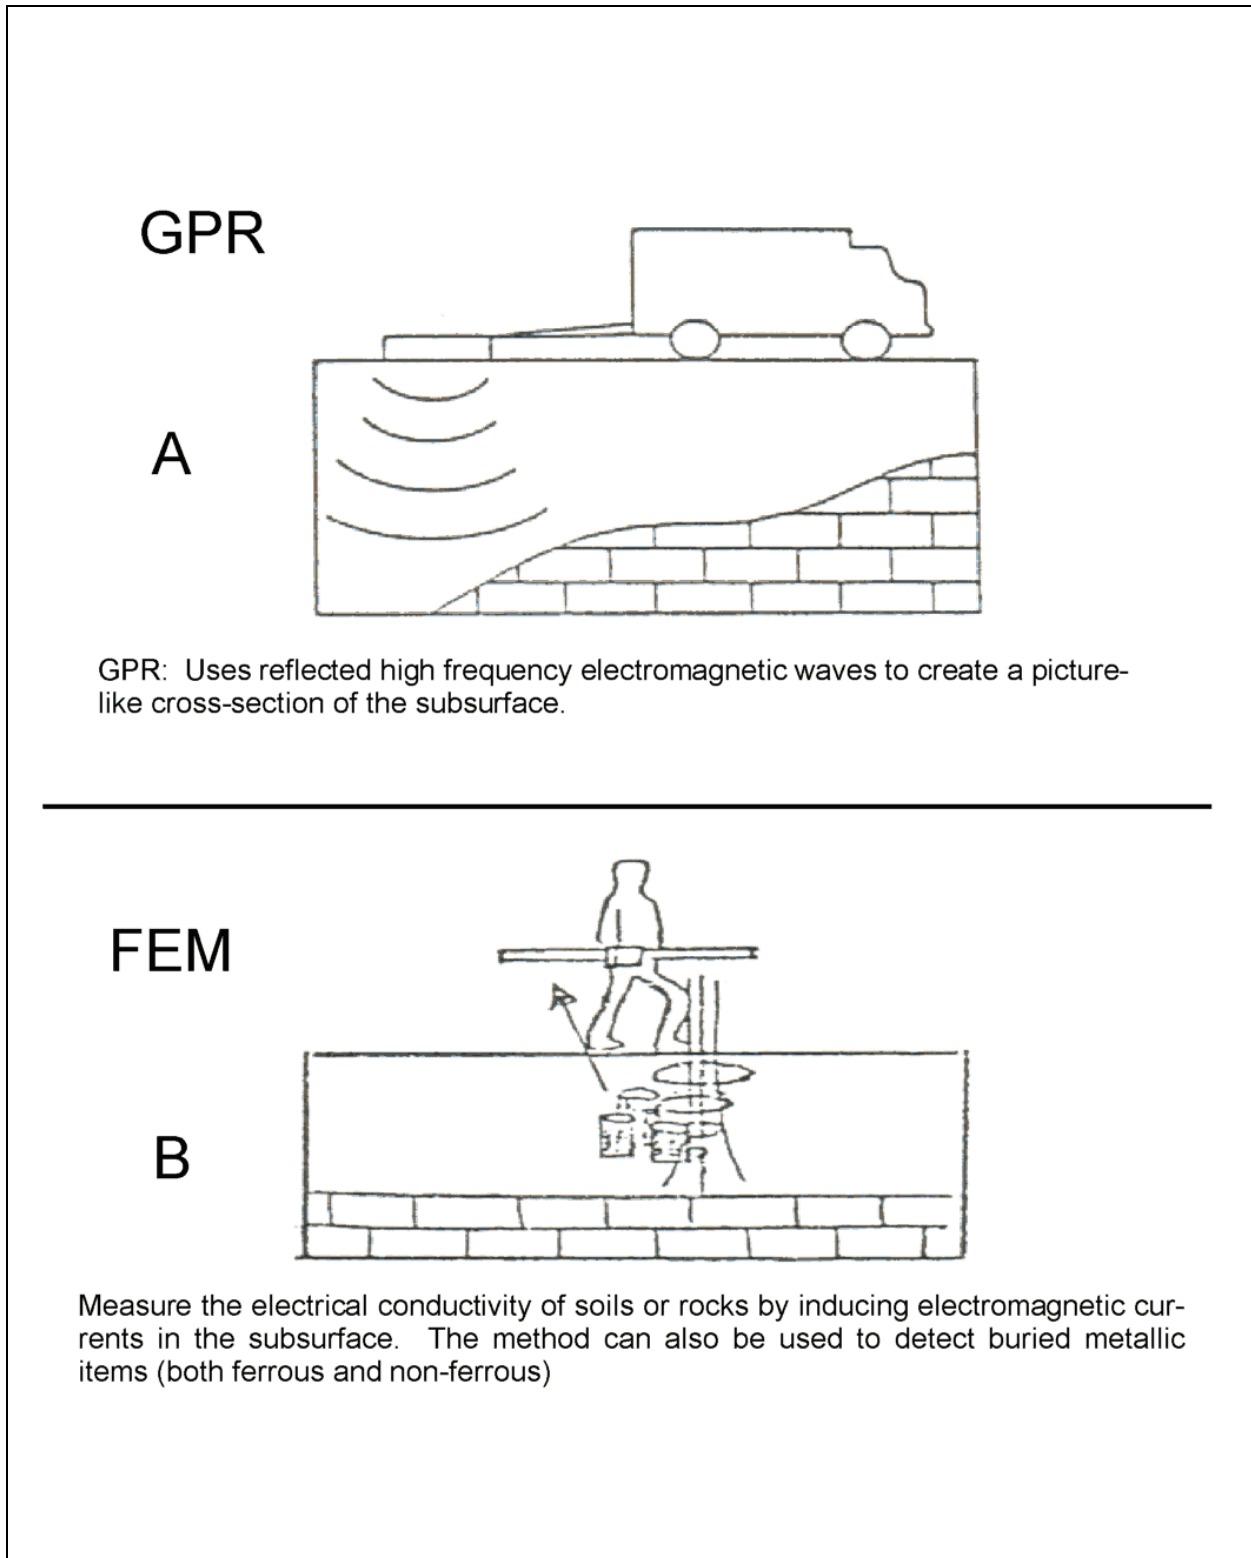 GPR
A
GPR:  Uses reflected high frequency electromagnetic waves to create a picture-
like cross-section of the subsurface.
FEM
B
Measure the electrical conductivity of soils or rocks by inducing electromagnetic cur-
rents in the subsurface.  The method can also be used to detect buried metallic
items (both ferrous and non-ferrous)